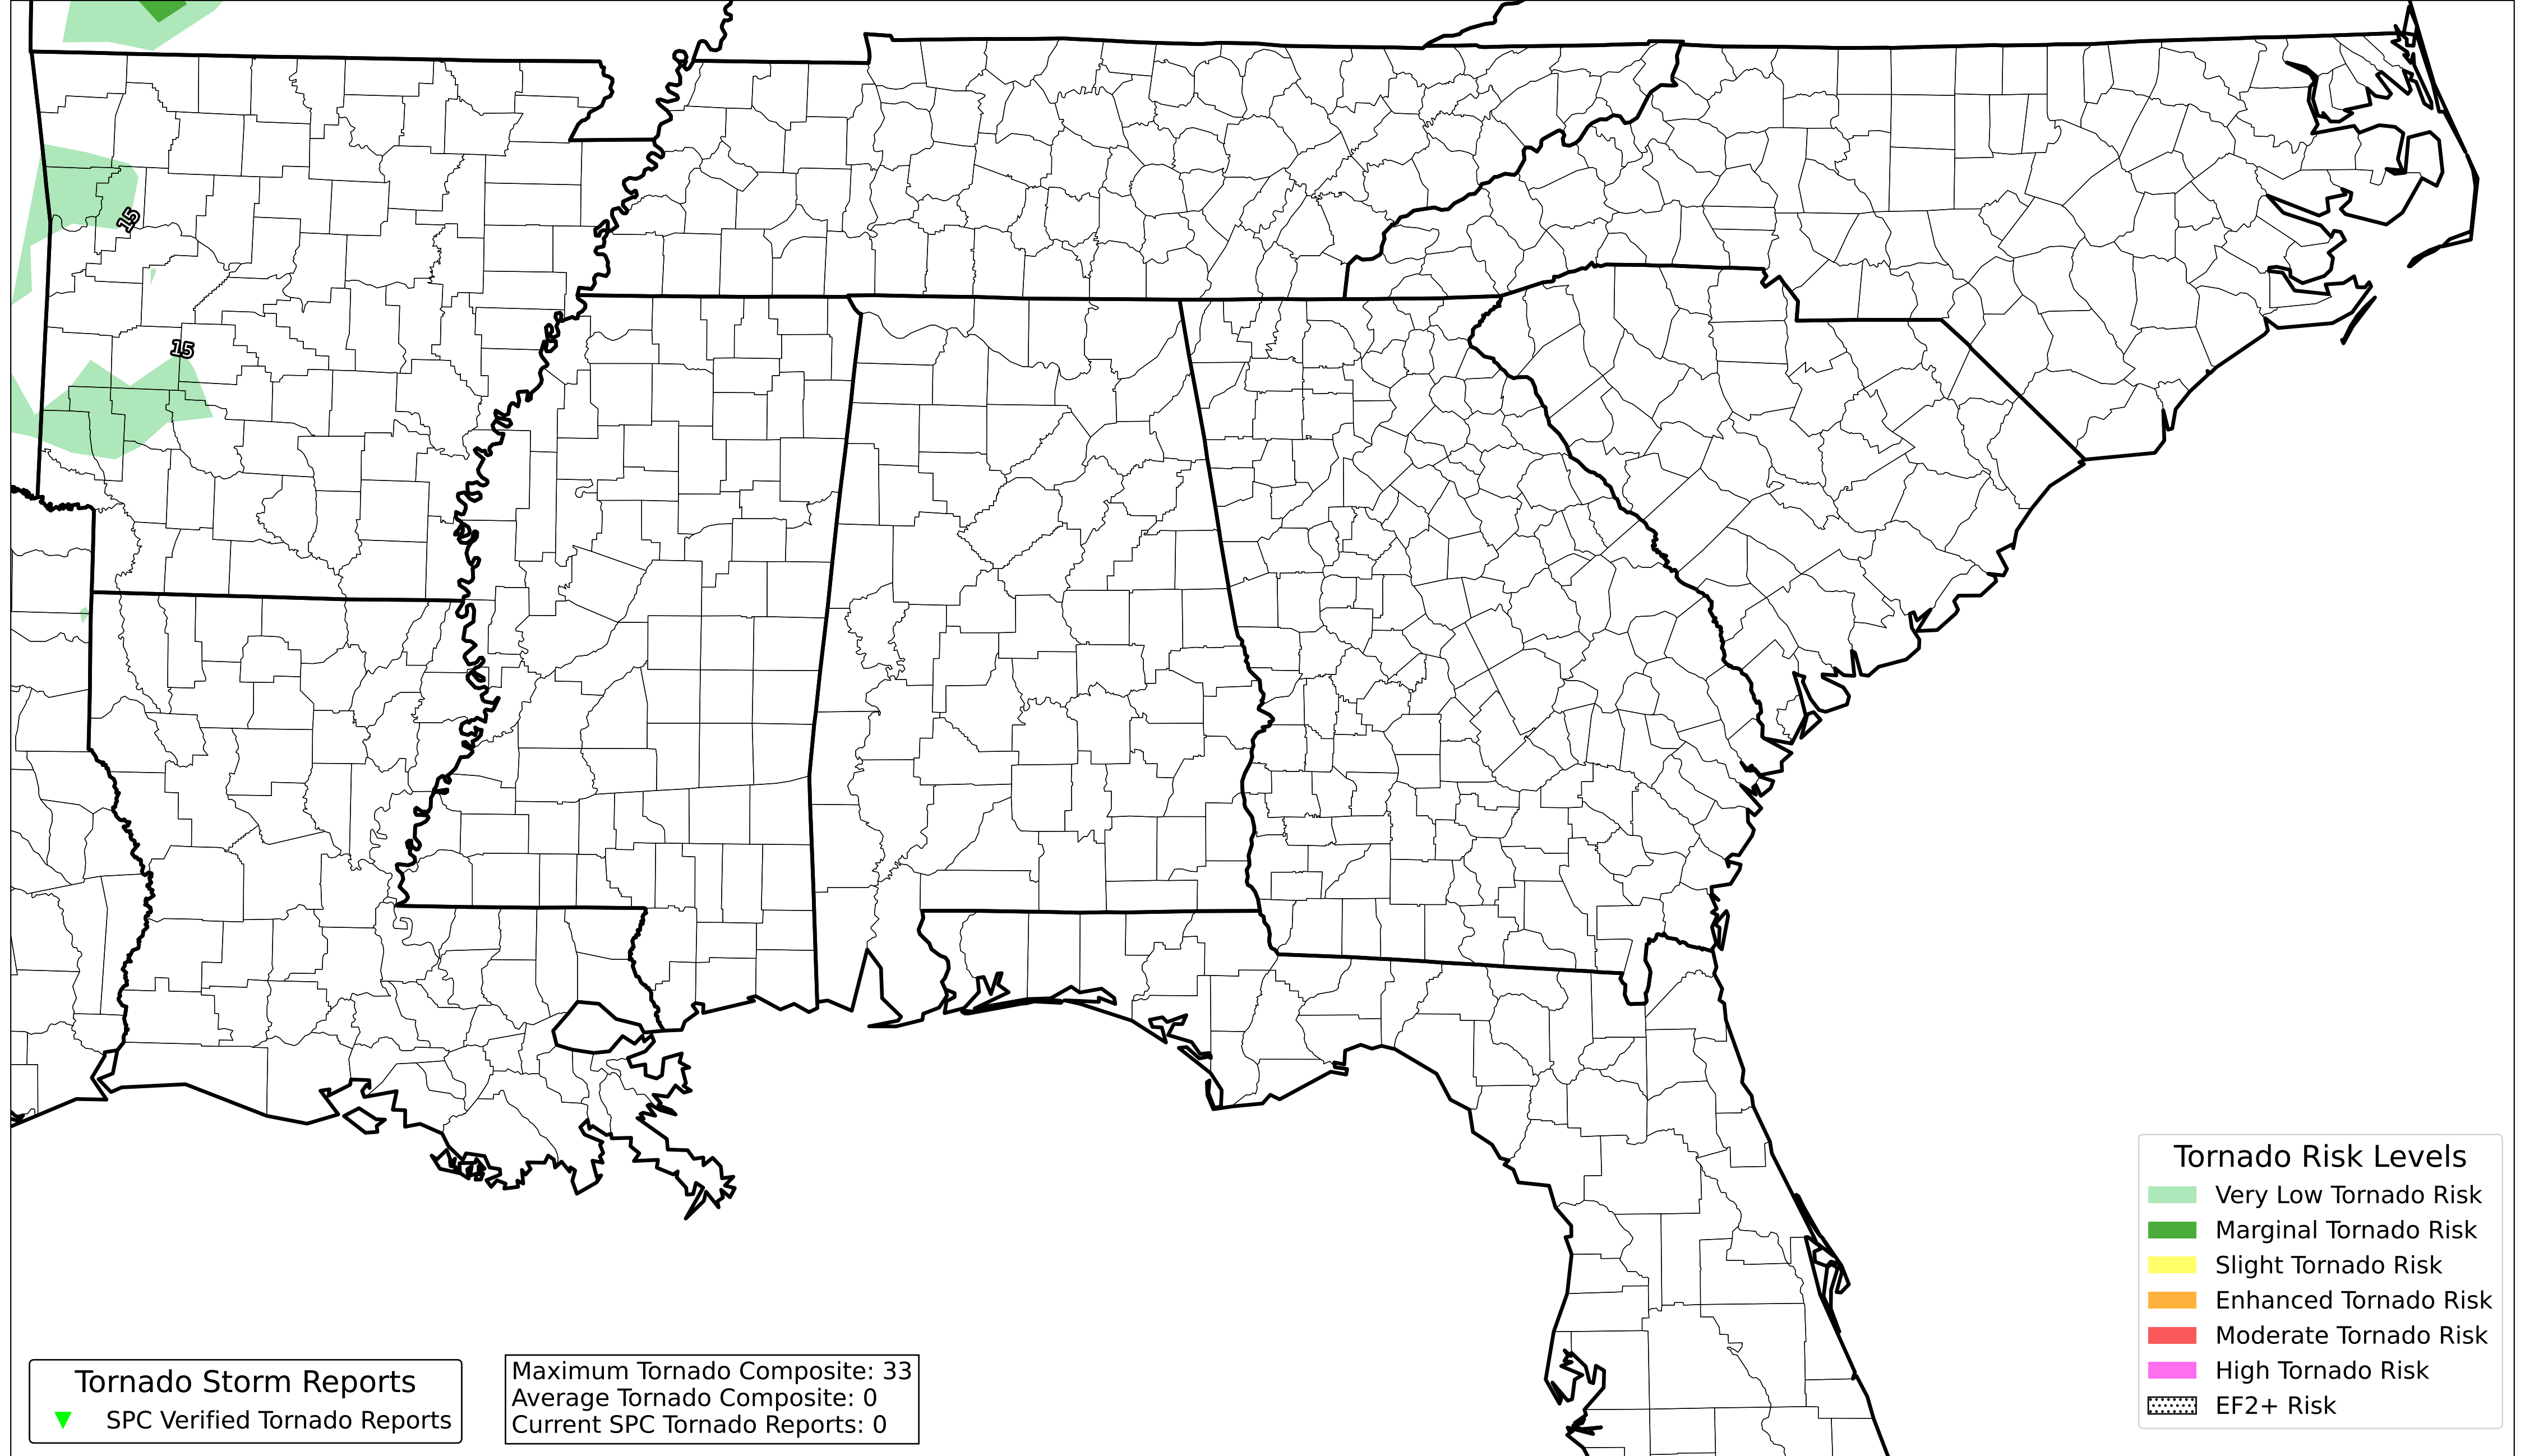 15
15
Tornado Risk Levels
Very Low Tornado Risk
Marginal Tornado Risk
Slight Tornado Risk
Enhanced Tornado Risk
Moderate Tornado Risk
High Tornado Risk
EF2+ Risk
Tornado Storm Reports
SPC Verified Tornado Reports
Maximum Tornado Composite: 33
Average Tornado Composite: 0
Current SPC Tornado Reports: 0